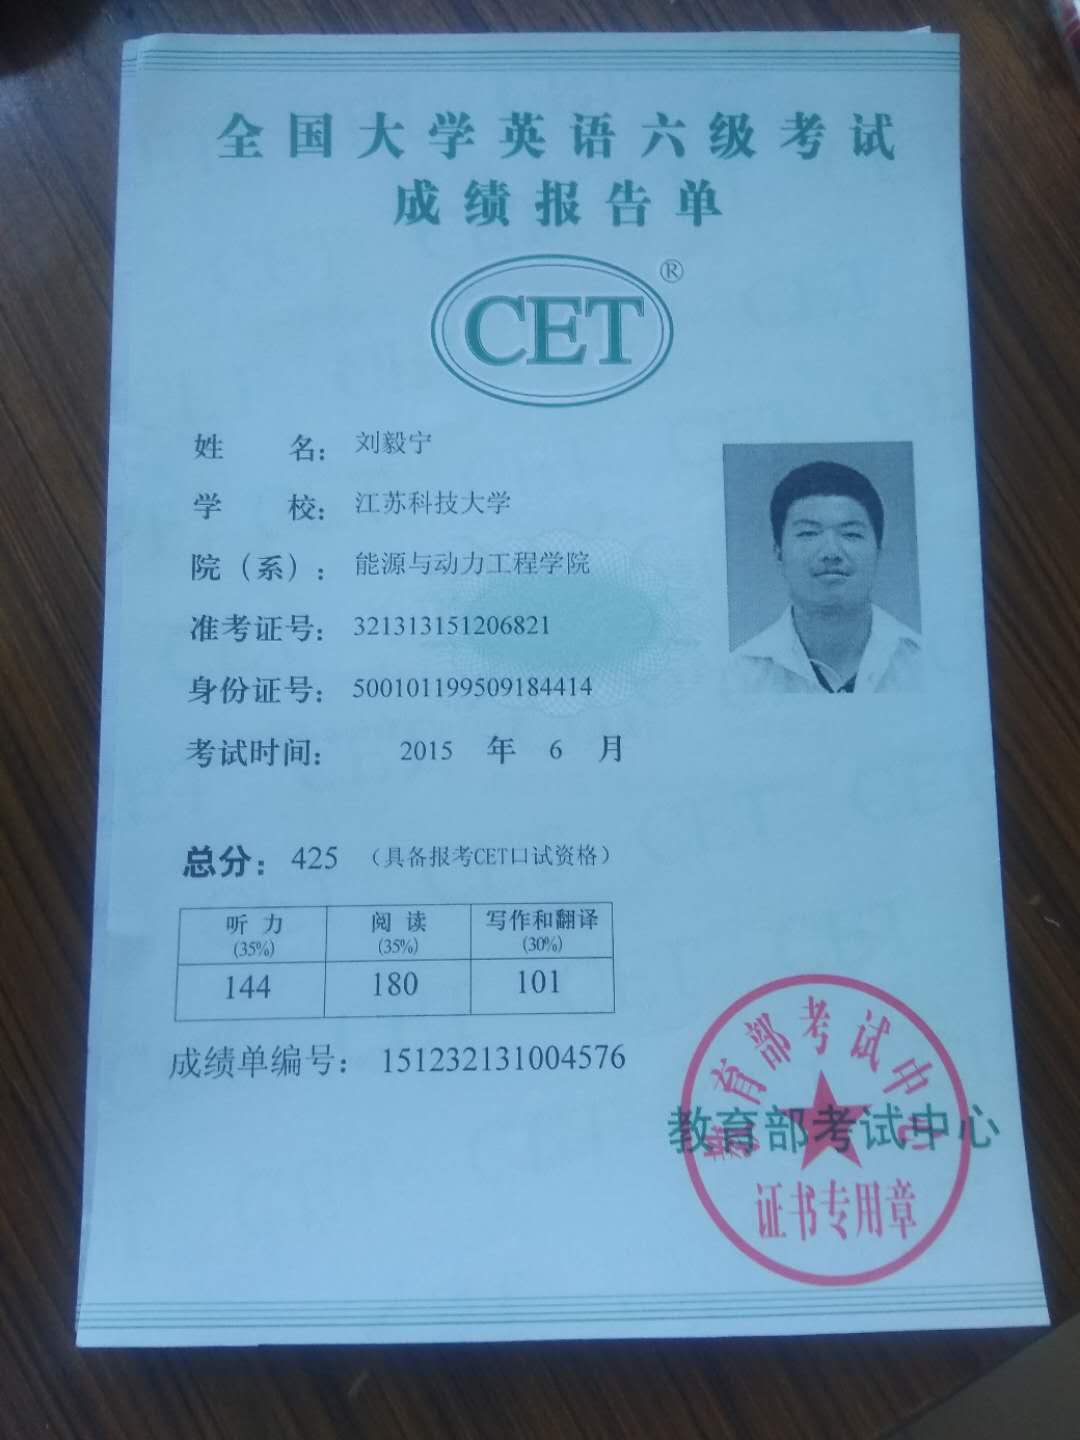 全国大学英语六级考试
成绩报告单
CET®
姓 名： 刘毅宁
学 校： 江苏科技大学
院（系）： 能源与动力工程学院
准考证号： 321313151206821
身份证号： 500101199509184414
考试时间： 2015 年 6 月
总分： 425 （具备报考CET口试资格）
听 力 阅 读 写作和翻译
(35%) (35%) (30%)
144 180 101
成绩单编号： 151232131004576
教育部考试中心
教育部考试中心
证书专用章